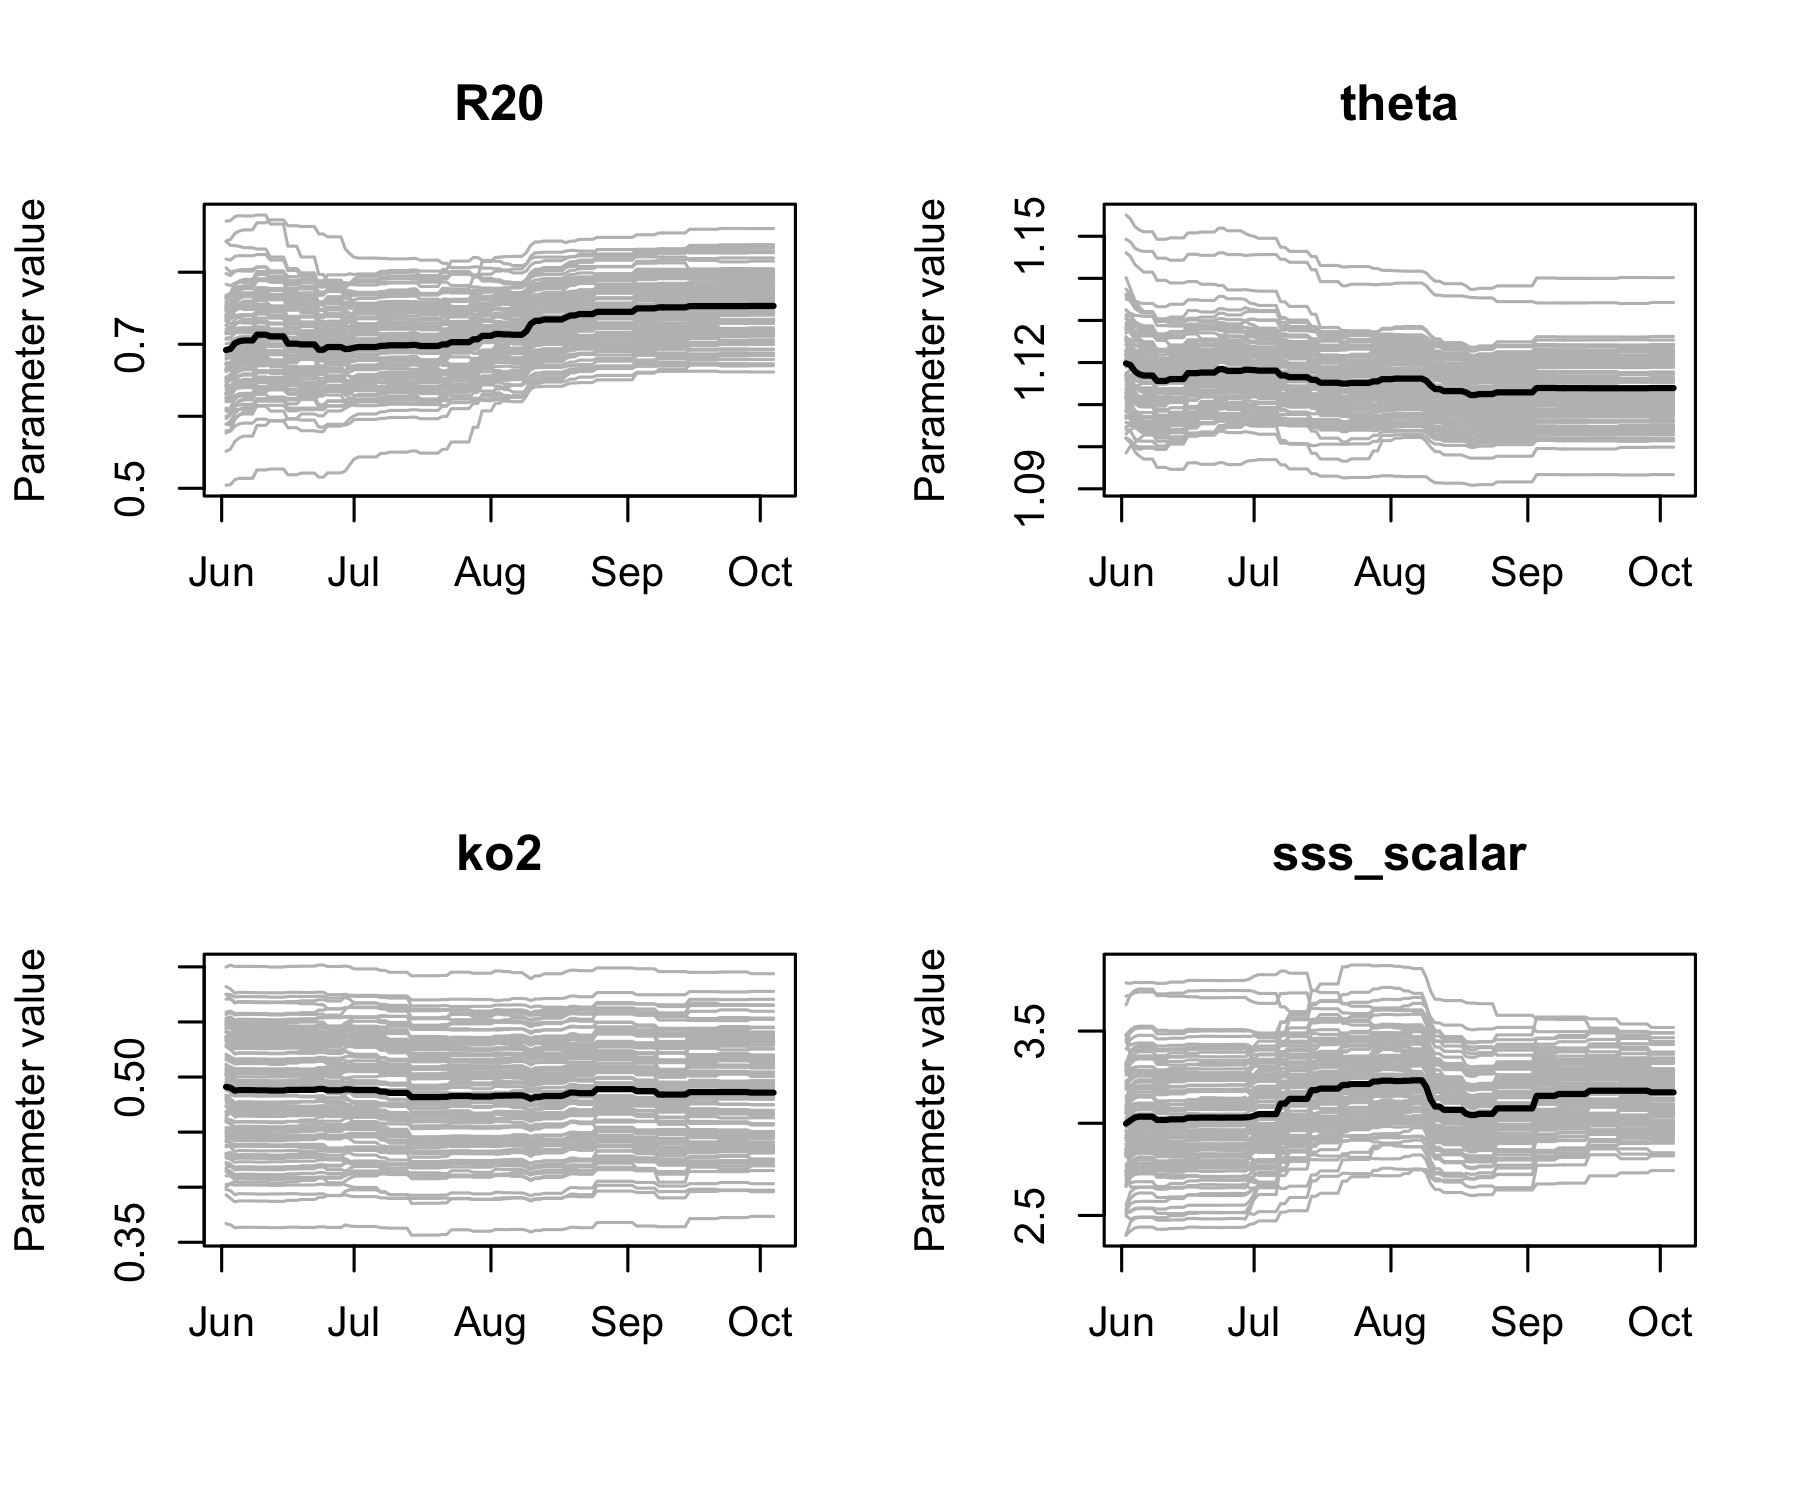 R20
Parameter value
0.7
0.5
Jun Jul Aug Sep Oct
theta
Parameter value
1.15
1.12
1.09
Jun Jul Aug Sep Oct
ko2
Parameter value
0.50
0.35
Jun Jul Aug Sep Oct
sss_scalar
Parameter value
3.5
2.5
Jun Jul Aug Sep Oct